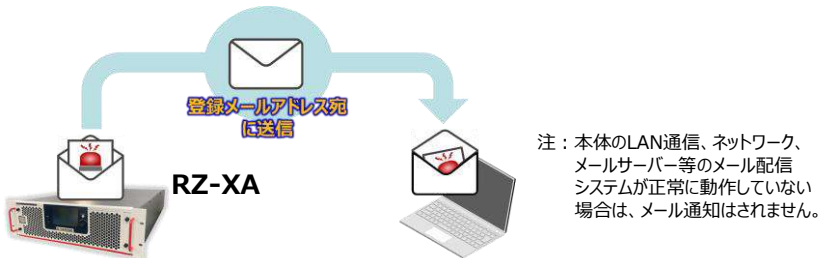 登録メールアドレス宛
に送信
RZ-XA
注：本体のLAN通信、ネットワーク、
メールサーバー等のメール配信
システムが正常に動作していない
場合は、メール通知はされません。